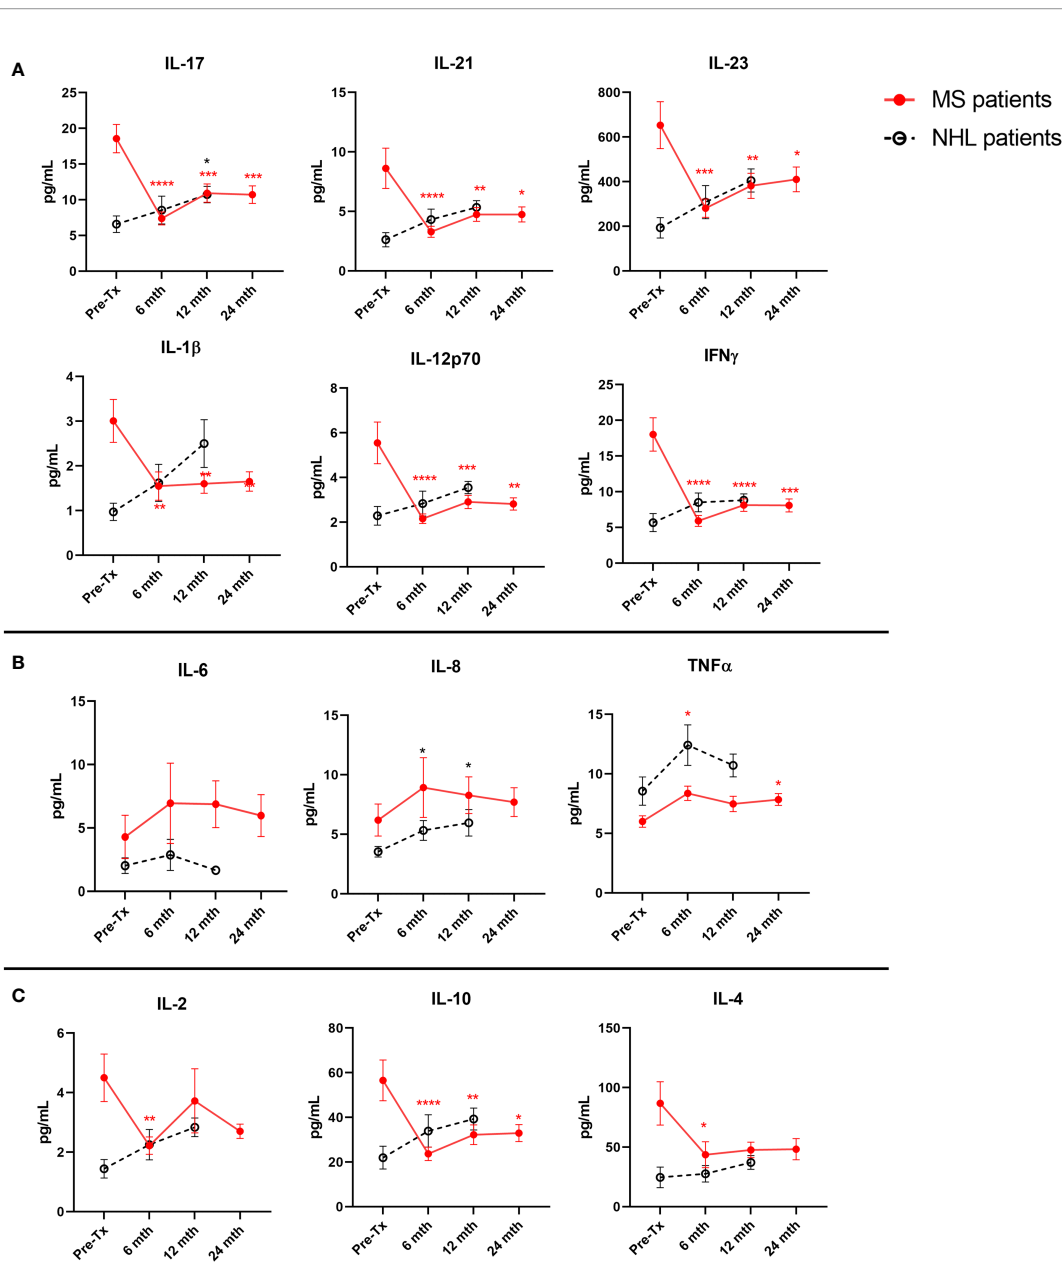 A
IL-17
IL-21
IL-23
MS patients
NHL patients
pg/mL
25
20
15
10
5
0
*
****
***
***
Pre-Tx
6 mth
12 mth
24 mth
pg/mL
15
10
5
0
****
**
*
Pre-Tx
6 mth
12 mth
24 mth
pg/mL
800
600
400
200
0
***
**
*
Pre-Tx
6 mth
12 mth
24 mth
IL-1β
IL-12p70
IFNγ
pg/mL
4
3
2
1
0
**
**
**
Pre-Tx
6 mth
12 mth
24 mth
pg/mL
8
6
4
2
0
****
***
**
Pre-Tx
6 mth
12 mth
24 mth
pg/mL
25
20
15
10
5
0
****
****
***
Pre-Tx
6 mth
12 mth
24 mth
B
IL-6
IL-8
TNFα
pg/mL
15
10
5
0
Pre-Tx
6 mth
12 mth
24 mth
pg/mL
15
10
5
0
*
*
Pre-Tx
6 mth
12 mth
24 mth
pg/mL
15
10
5
0
*
*
Pre-Tx
6 mth
12 mth
24 mth
C
IL-2
IL-10
IL-4
pg/mL
6
4
2
0
**
Pre-Tx
6 mth
12 mth
24 mth
pg/mL
80
60
40
20
0
****
**
*
Pre-Tx
6 mth
12 mth
24 mth
pg/mL
150
100
50
0
*
Pre-Tx
6 mth
12 mth
24 mth